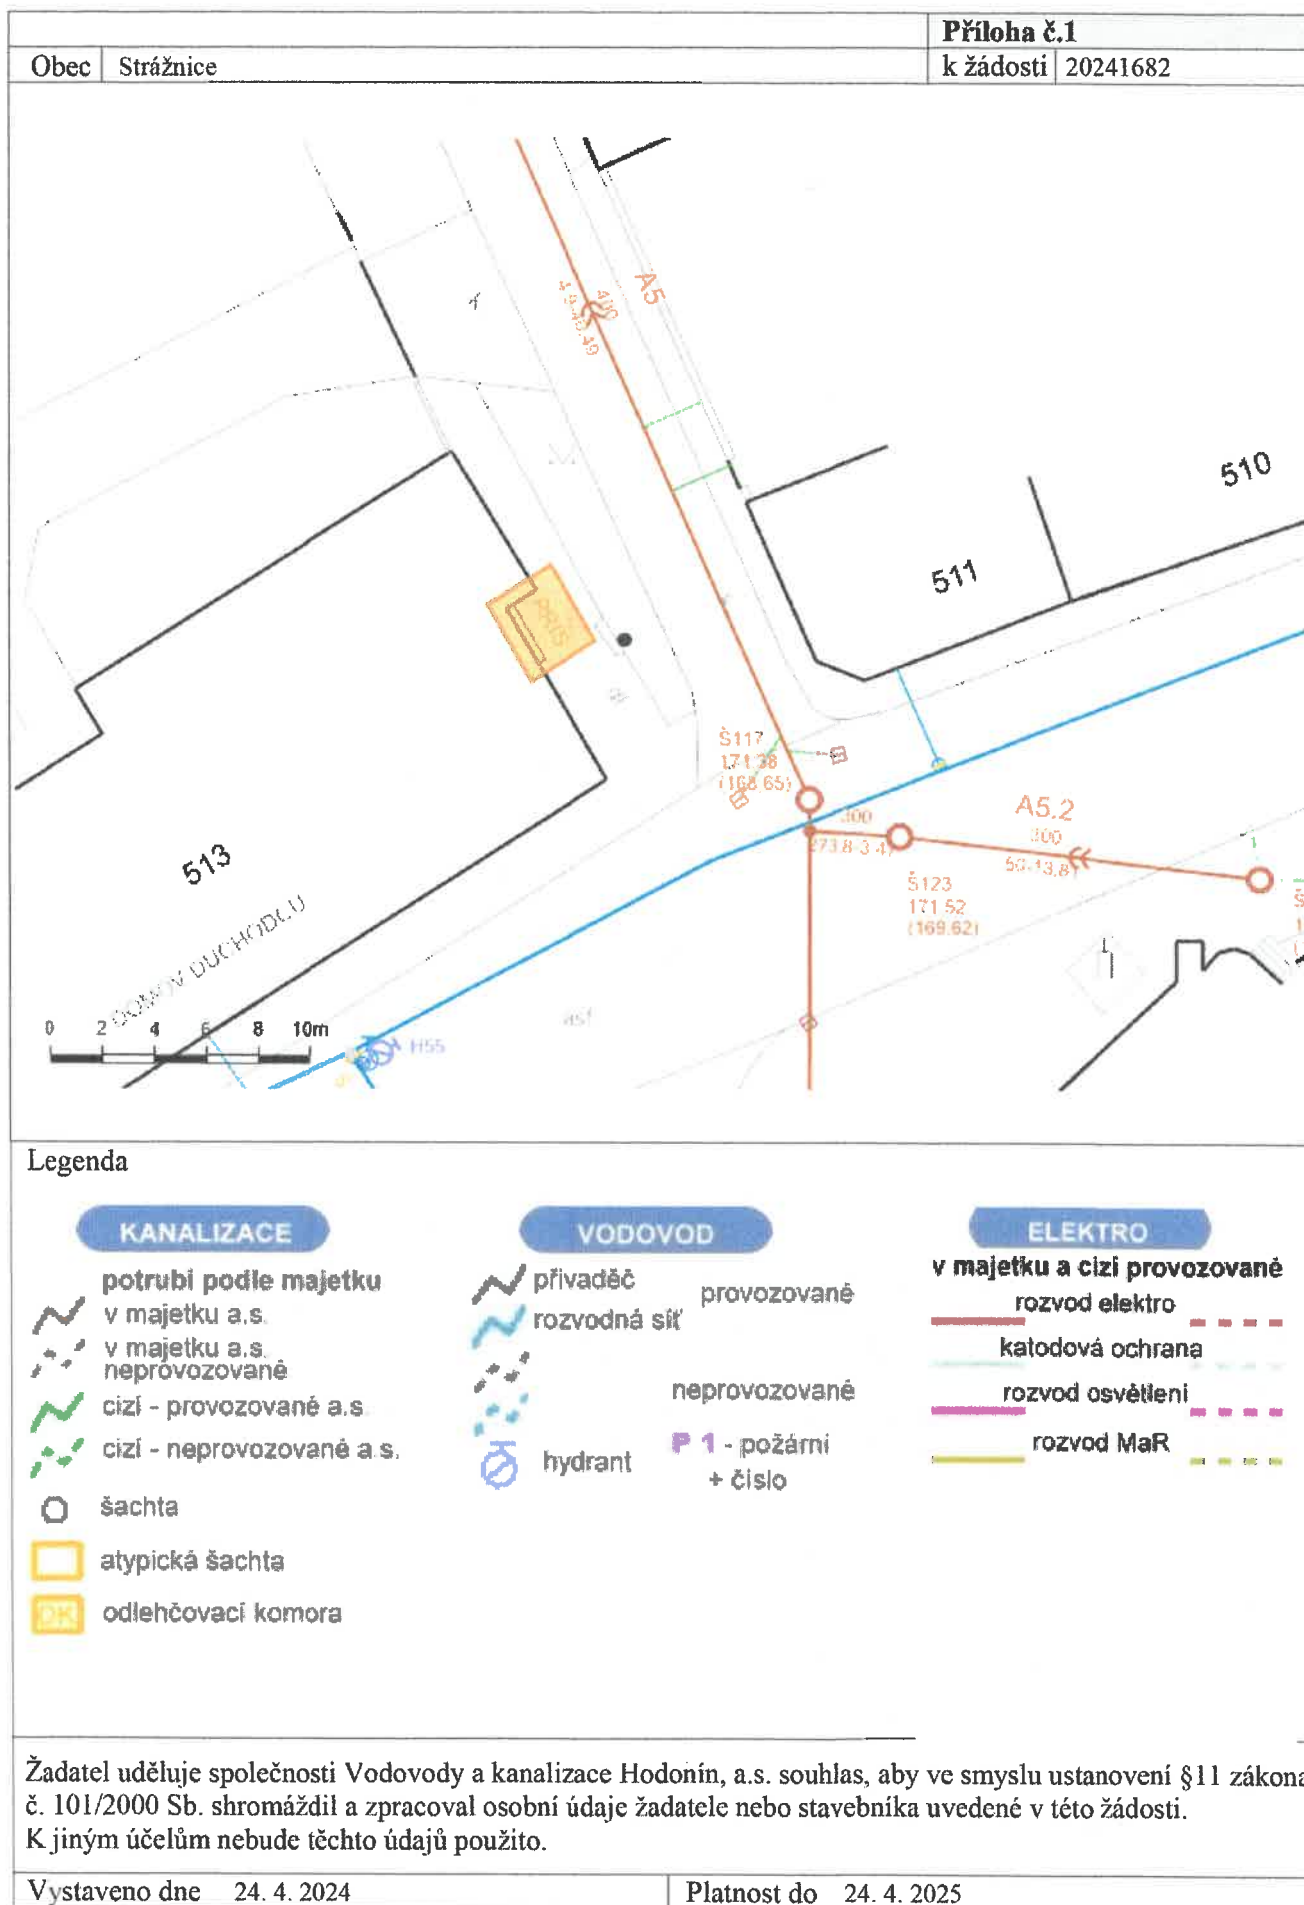 Příloha č.1
Obec Strážnice
k žádosti 20241682
A5
400
510
511
Š117
171.38
(168.65)
300
A5.2
300
Š123
171.52
(169.62)
513
DOMOV DUCHODCU
0 2 4 6 8 10m
H55
Legenda
KANALIZACE
potrubi podle majetku
v majetku a.s.
v majetku a.s.
neprovozované
cizí - provozované a.s.
cizí - neprovozované a.s.
šachta
atypická šachta
odlehčovací komora
VODOVOD
přivaděč
provozované
rozvodná síť
neprovozované
hydrant
P 1 - požární
+ číslo
ELEKTRO
v majetku a cizi provozované
rozvod elektro
katodová ochrana
rozvod osvětlení
rozvod MaR
Žadatel uděluje společnosti Vodovody a kanalizace Hodonín, a.s. souhlas, aby ve smyslu ustanovení §11 zákona
č. 101/2000 Sb. shromáždil a zpracoval osobní údaje žadatele nebo stavebníka uvedené v této žádosti.
K jiným účelům nebude těchto údajů použito.
Vystaveno dne 24. 4. 2024
Platnost do 24. 4. 2025